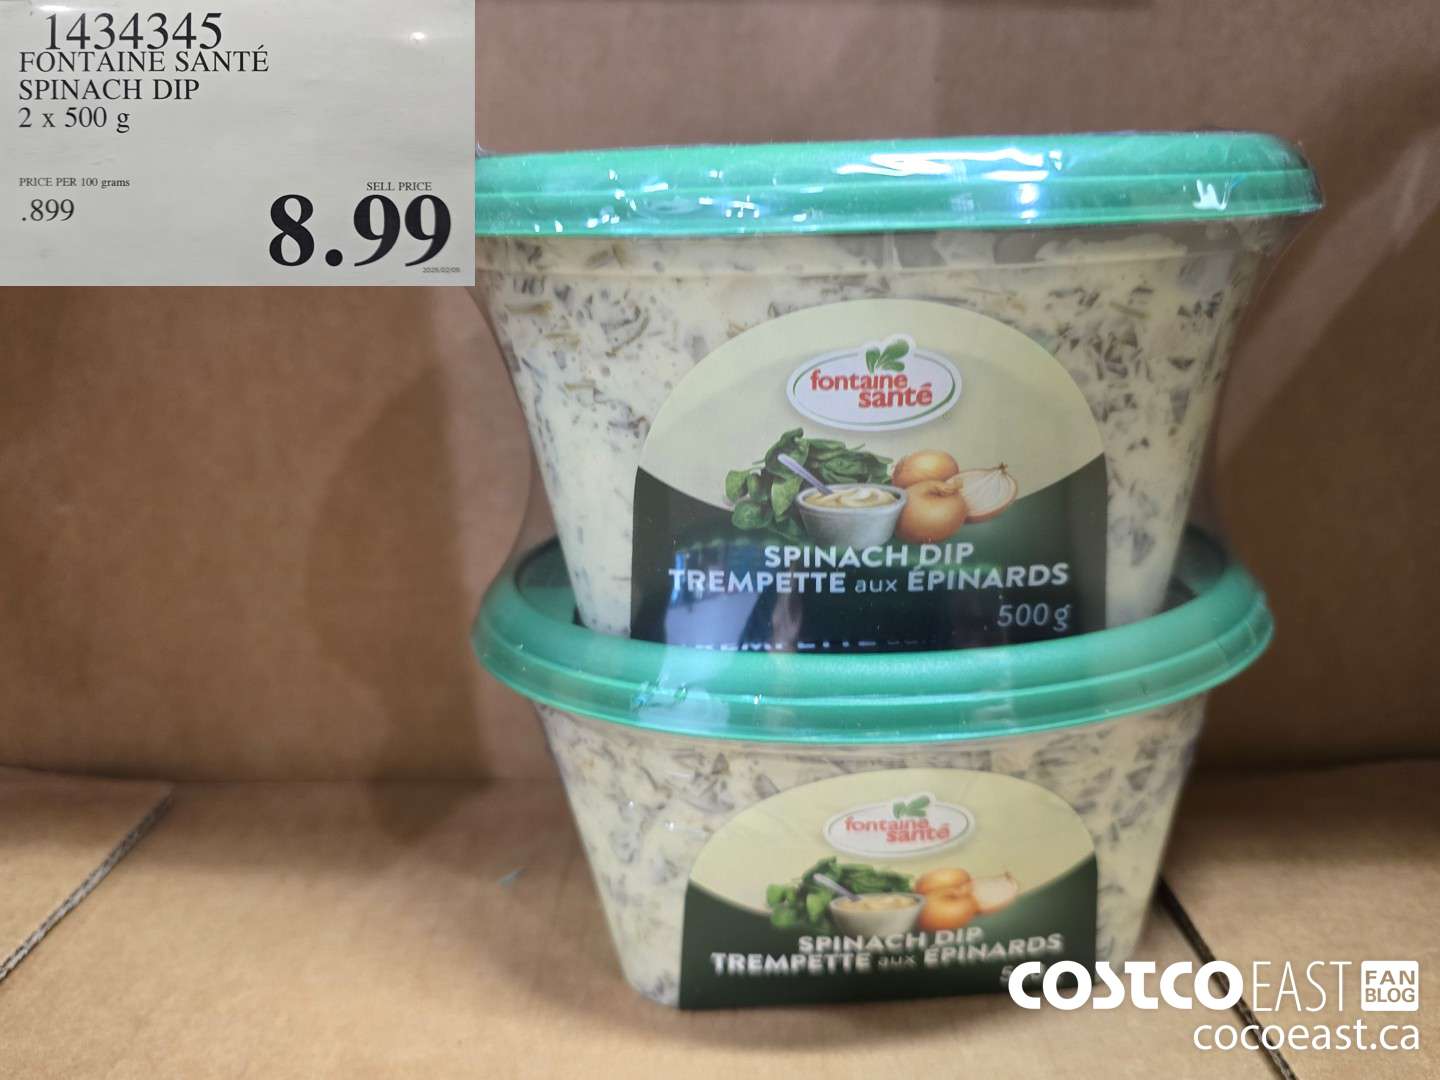 1434345
FONTAINE SANTÉ
SPINACH DIP
2 x 500 g
PRICE PER 100 grams
.899
SELL PRICE
8.99
fontaine
santé
SPINACH DIP
TREMPETTE aux ÉPINARDS
500 g
fontaine
santé
SPINACH DIP
TREMPETTE aux ÉPINARDS
COSTCO EAST FAN
BLOG
cocoeast.ca